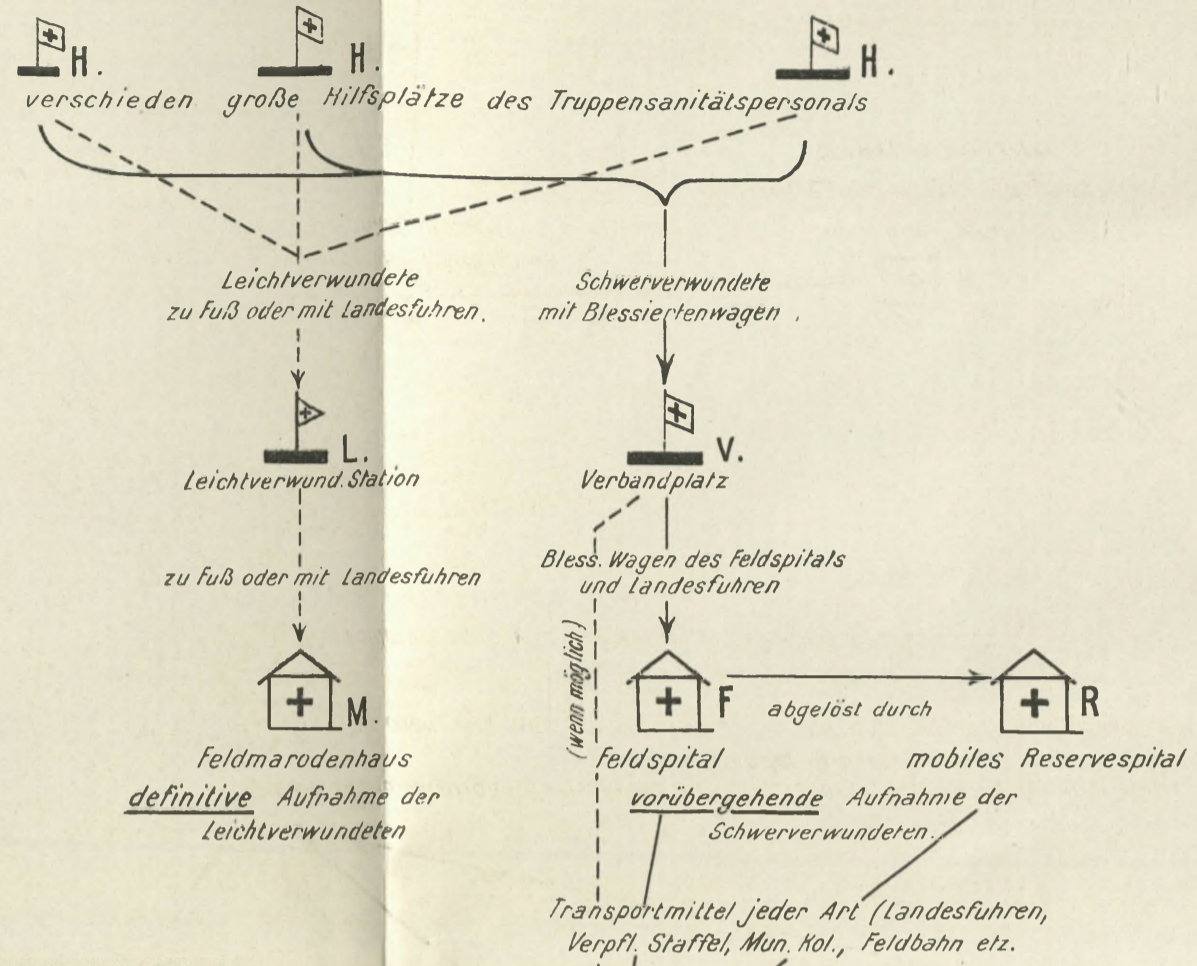 H. H. H.
verschieden große Hilfsplätze des Truppensanitätspersonals
Leichtverwundete
zu Fuß oder mit Landesfuhren.
Schwerverwundete
mit Blessiertenwagen.
L.
Leichtverwund. Station
V.
Verbandplatz
zu Fuß oder mit Landesfuhren
Bless. Wagen des Feldspitals
und Landesfuhren
(wenn möglich)
M.
Feldmarodenhaus
definitive Aufnahme der
Leichtverwundeten
F abgelöst durch R
Feldspital mobiles Reservespital
vorübergehende Aufnahme der
Schwerverwundeten.
Transportmittel jeder Art (Landesfuhren,
Verpfl. Staffel, Mun. Kol., Feldbahn etz.